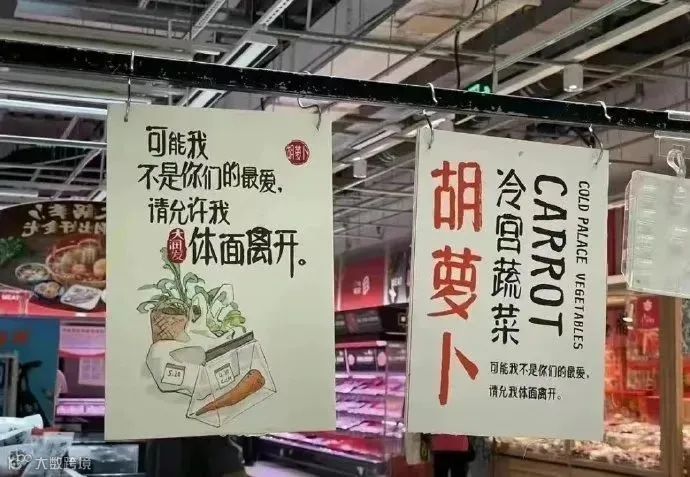 可能我
不是你们的最爱，
请允许我
体面离开。
胡萝卜
大润发
胡萝卜
冷宫蔬菜
CARROT
COLD PALACE VEGETABLES
可能我不是你们的最爱，
请允我体面离开。
MEAT
大数跨境